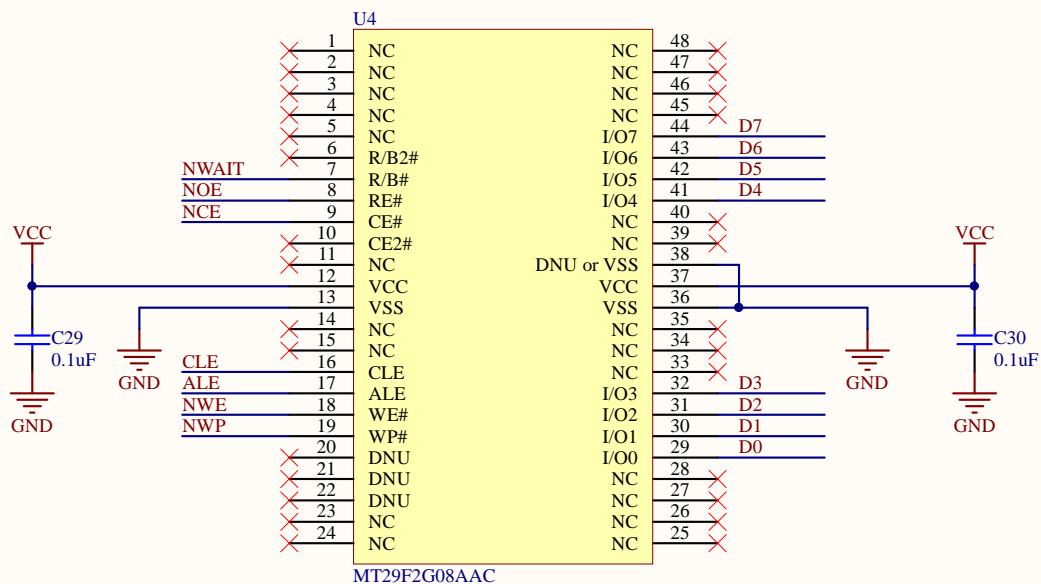 U4
1 NC NC 48
2 NC NC 47
3 NC NC 46
4 NC NC 45
5 NC I/O7 44 D7
6 R/B2# I/O6 43 D6
NWAIT 7 R/B# I/O5 42 D5
NOE 8 RE# I/O4 41 D4
NCE 9 CE# NC 40
10 CE2# NC 39
VCC 11 NC DNU or VSS 38 VCC
12 VCC VCC 37
13 VSS VSS 36
14 NC NC 35
C29 15 NC NC 34 C30
0.1uF 0.1uF
CLE 16 CLE NC 33
GND GND
ALE 17 ALE I/O3 32 D3
GND NWE 18 WE# I/O2 31 D2 GND
NWP 19 WP# I/O1 30 D1
20 DNU I/O0 29 D0
21 DNU NC 28
22 DNU NC 27
23 NC NC 26
24 NC NC 25
MT29F2G08AAC